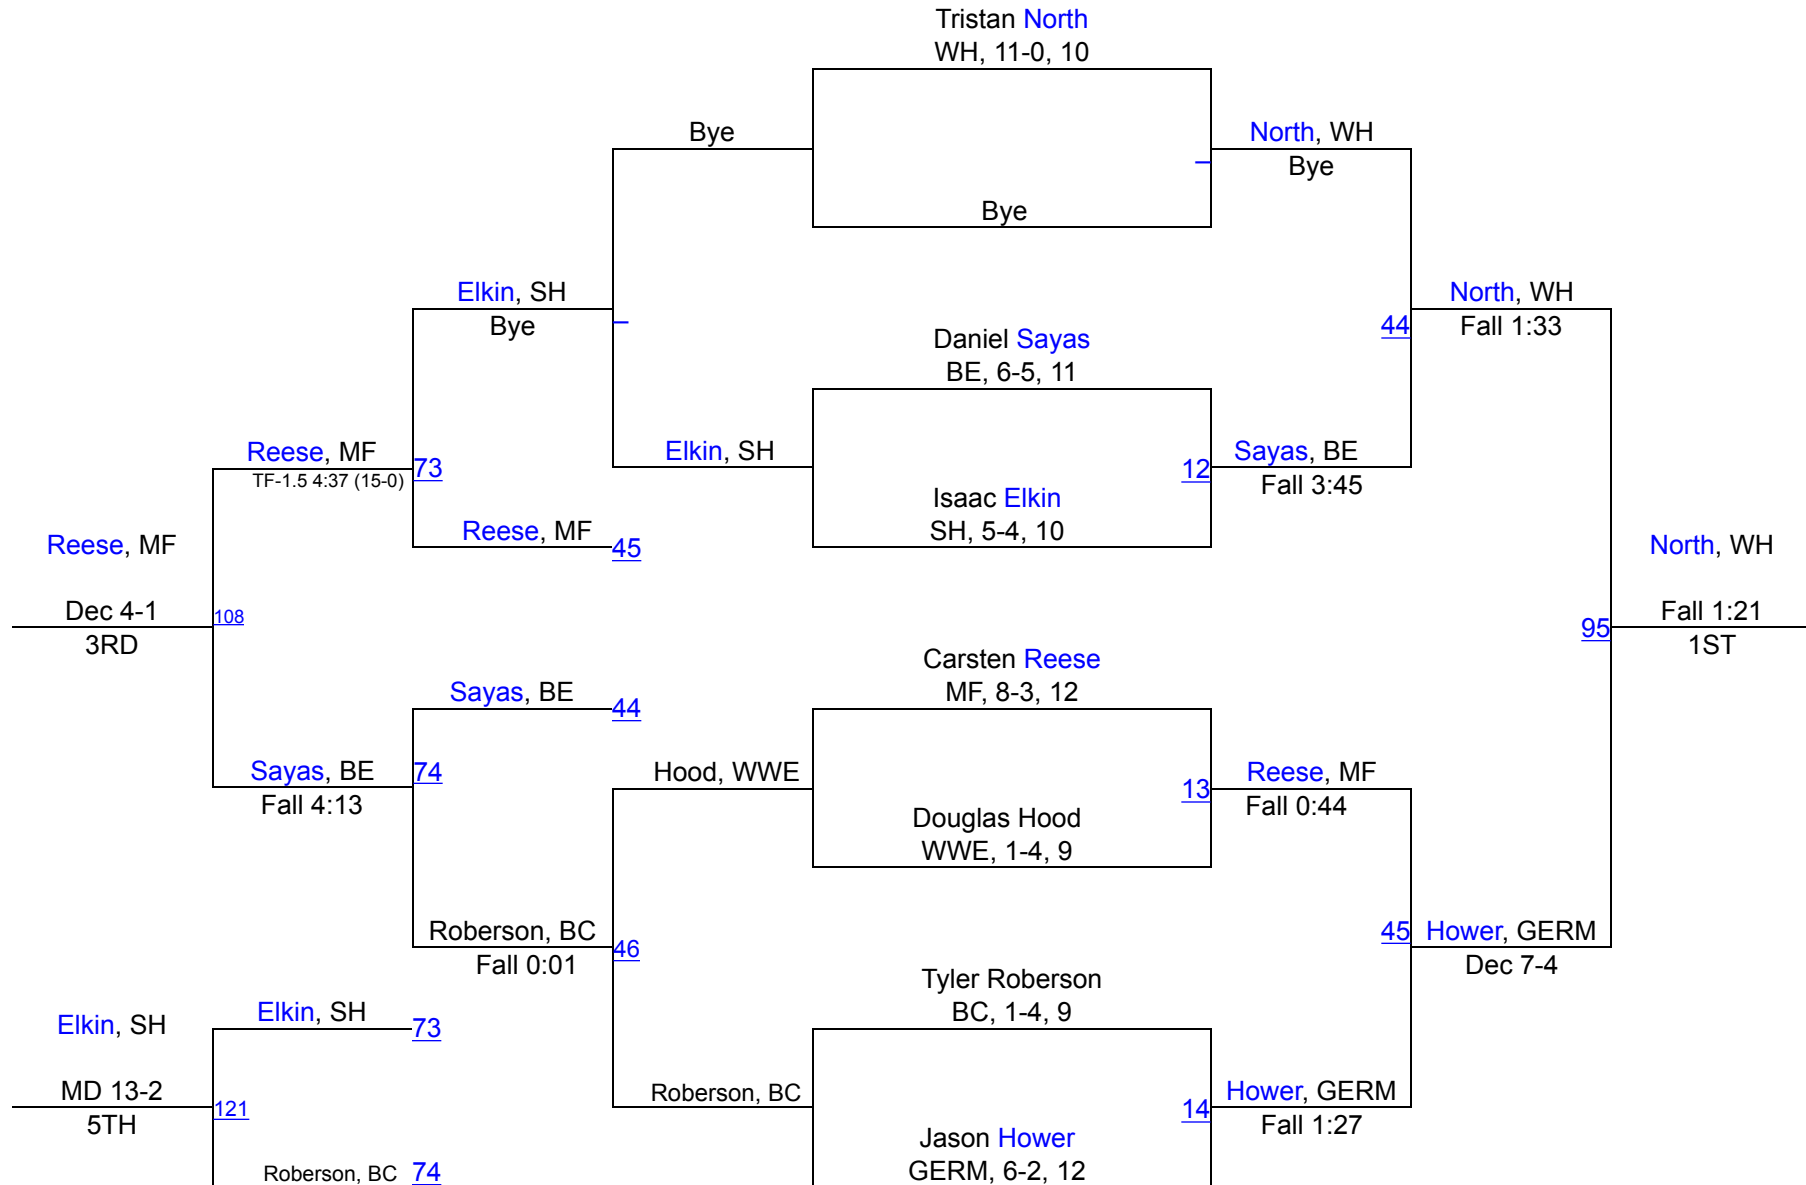 Tristan North
WH, 11-0, 10
Bye
North, WH
Bye
Bye
Elkin, SH
Bye
North, WH
Fall 1:33
44
Daniel Sayas
BE, 6-5, 11
Reese, MF
TF-1.5 4:37 (15-0)
73
Elkin, SH
12
Sayas, BE
Fall 3:45
Isaac Elkin
SH, 5-4, 10
Reese, MF
45
Reese, MF
Dec 4-1
3RD
108
North, WH
Fall 1:21
1ST
95
Carsten Reese
MF, 8-3, 12
Sayas, BE
44
Sayas, BE
Fall 4:13
74
Hood, WWE
13
Reese, MF
Fall 0:44
Douglas Hood
WWE, 1-4, 9
Roberson, BC
Fall 0:01
46
45
Hower, GERM
Dec 7-4
Tyler Roberson
BC, 1-4, 9
Elkin, SH
73
Elkin, SH
MD 13-2
5TH
121
Roberson, BC
14
Hower, GERM
Fall 1:27
Jason Hower
GERM, 6-2, 12
Roberson, BC
74